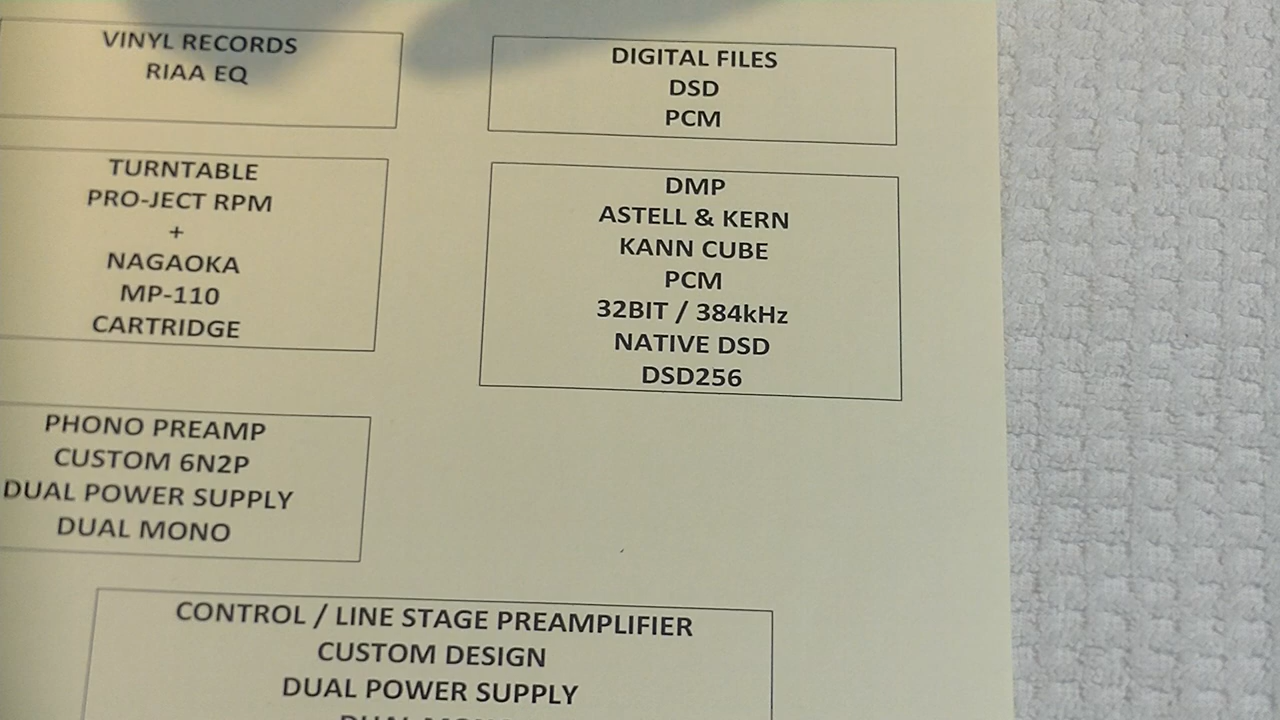 VINYL RECORDS
RIAA EQ
DIGITAL FILES
DSD
PCM
TURNTABLE
PRO-JECT RPM
+
NAGAOKA
MP-110
CARTRIDGE
DMP
ASTELL & KERN
KANN CUBE
PCM
32BIT / 384kHz
NATIVE DSD
DSD256
PHONO PREAMP
CUSTOM 6N2P
DUAL POWER SUPPLY
DUAL MONO
CONTROL / LINE STAGE PREAMPLIFIER
CUSTOM DESIGN
DUAL POWER SUPPLY